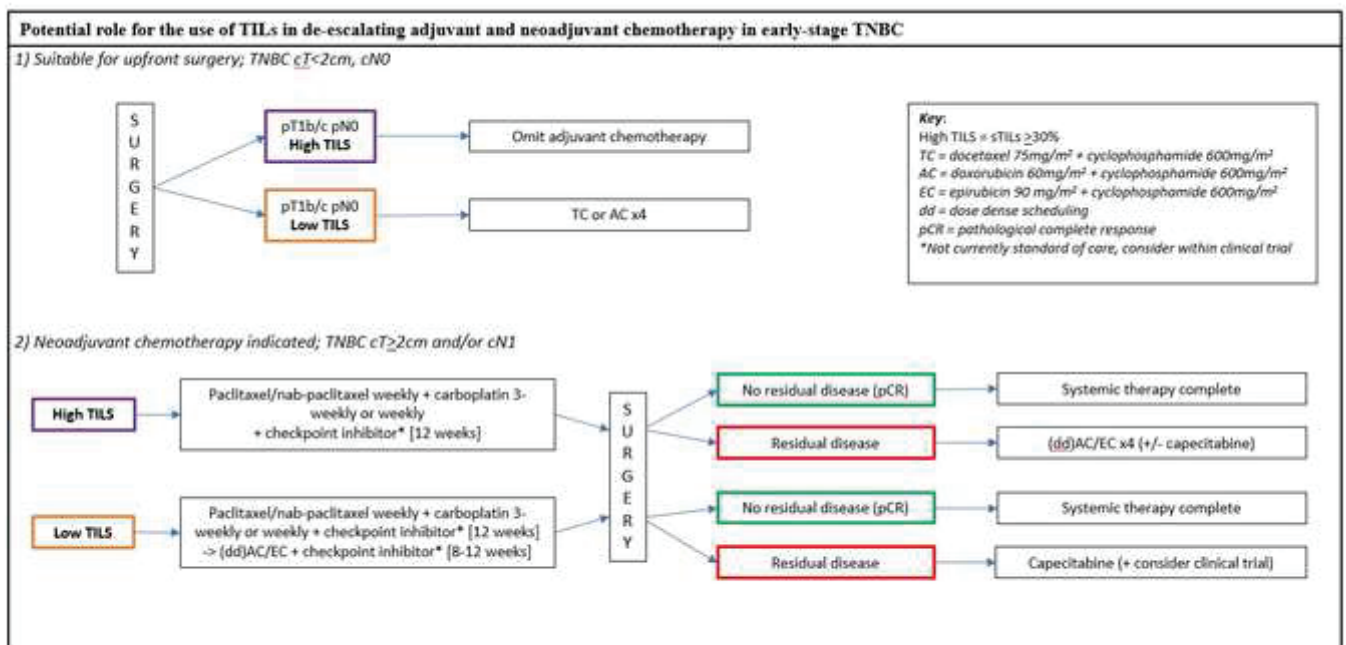 Potential role for the use of TILs in de-escalating adjuvant and neoadjuvant chemotherapy in early-stage TNBC
1) Suitable for upfront surgery; TNBC cT<2cm, cN0
S
U
R
G
E
R
Y
pT1b/c pN0
High TILS
Omit adjuvant chemotherapy
pT1b/c pN0
Low TILS
TC or AC x4
Key:
High TILS = sTILs ≥30%
TC = docetaxel 75mg/m² + cyclophosphamide 600mg/m²
AC = doxorubicin 60mg/m² + cyclophosphamide 600mg/m²
EC = epirubicin 90 mg/m² + cyclophosphamide 600mg/m²
dd = dose dense scheduling
pCR = pathological complete response
*Not currently standard of care, consider within clinical trial
2) Neoadjuvant chemotherapy indicated; TNBC cT≥2cm and/or cN1
High TILS
Paclitaxel/nab-paclitaxel weekly + carboplatin 3-
weekly or weekly
+ checkpoint inhibitor* [12 weeks]
Low TILS
Paclitaxel/nab-paclitaxel weekly + carboplatin 3-
weekly or weekly + checkpoint inhibitor* [12 weeks]
-> (dd)AC/EC + checkpoint inhibitor* [8-12 weeks]
S
U
R
G
E
R
Y
No residual disease (pCR)
Systemic therapy complete
Residual disease
(dd)AC/EC x4 (+/- capecitabine)
No residual disease (pCR)
Systemic therapy complete
Residual disease
Capecitabine (+ consider clinical trial)